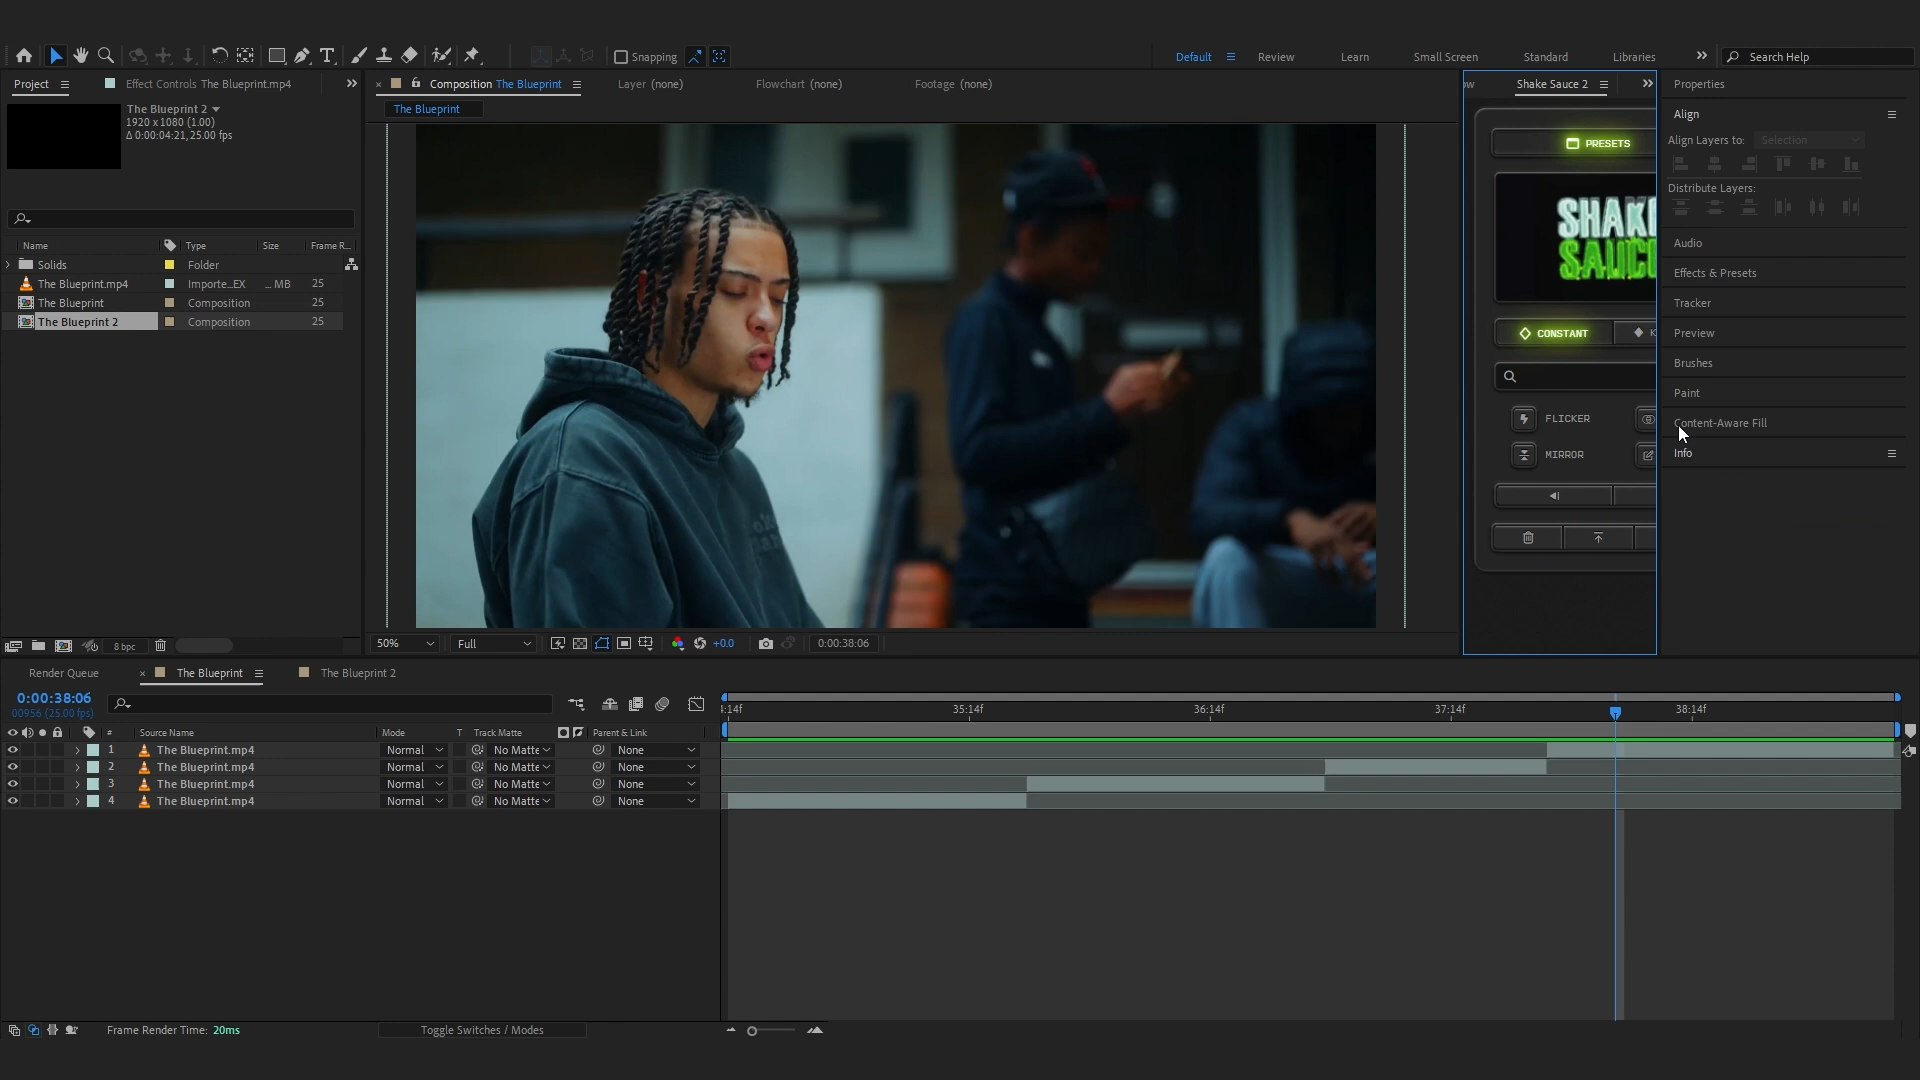 Snapping
Default
Review
Learn
Small Screen
Standard
Libraries
Search Help
Project
Effect Controls The Blueprint.mp4
Composition The Blueprint
Layer (none)
Flowchart (none)
Footage (none)
Shake Sauce 2
Properties
The Blueprint 2
1920 x 1080 (1.00)
Δ 0:00:04:21, 25.00 fps
The Blueprint
Align
Align Layers to:
Selection
Distribute Layers:
PRESETS
SHAKE
SAUCE
CONSTANT
K
FLICKER
MIRROR
Audio
Effects & Presets
Tracker
Preview
Brushes
Paint
Content-Aware Fill
Info
Name
Type
Size
Frame R...
Solids
Folder
The Blueprint.mp4
Importe...EX
... MB
25
The Blueprint
Composition
25
The Blueprint 2
Composition
25
8 bpc
50%
Full
+0.0
0:00:38:06
Render Queue
The Blueprint
The Blueprint 2
0:00:38:06
00956 (25.00 fps)
4:14f
35:14f
36:14f
37:14f
38:14f
#
Source Name
Mode
T
Track Matte
Parent & Link
1
The Blueprint.mp4
Normal
No Matte
None
2
The Blueprint.mp4
Normal
No Matte
None
3
The Blueprint.mp4
Normal
No Matte
None
4
The Blueprint.mp4
Normal
No Matte
None
Frame Render Time: 20ms
Toggle Switches / Modes